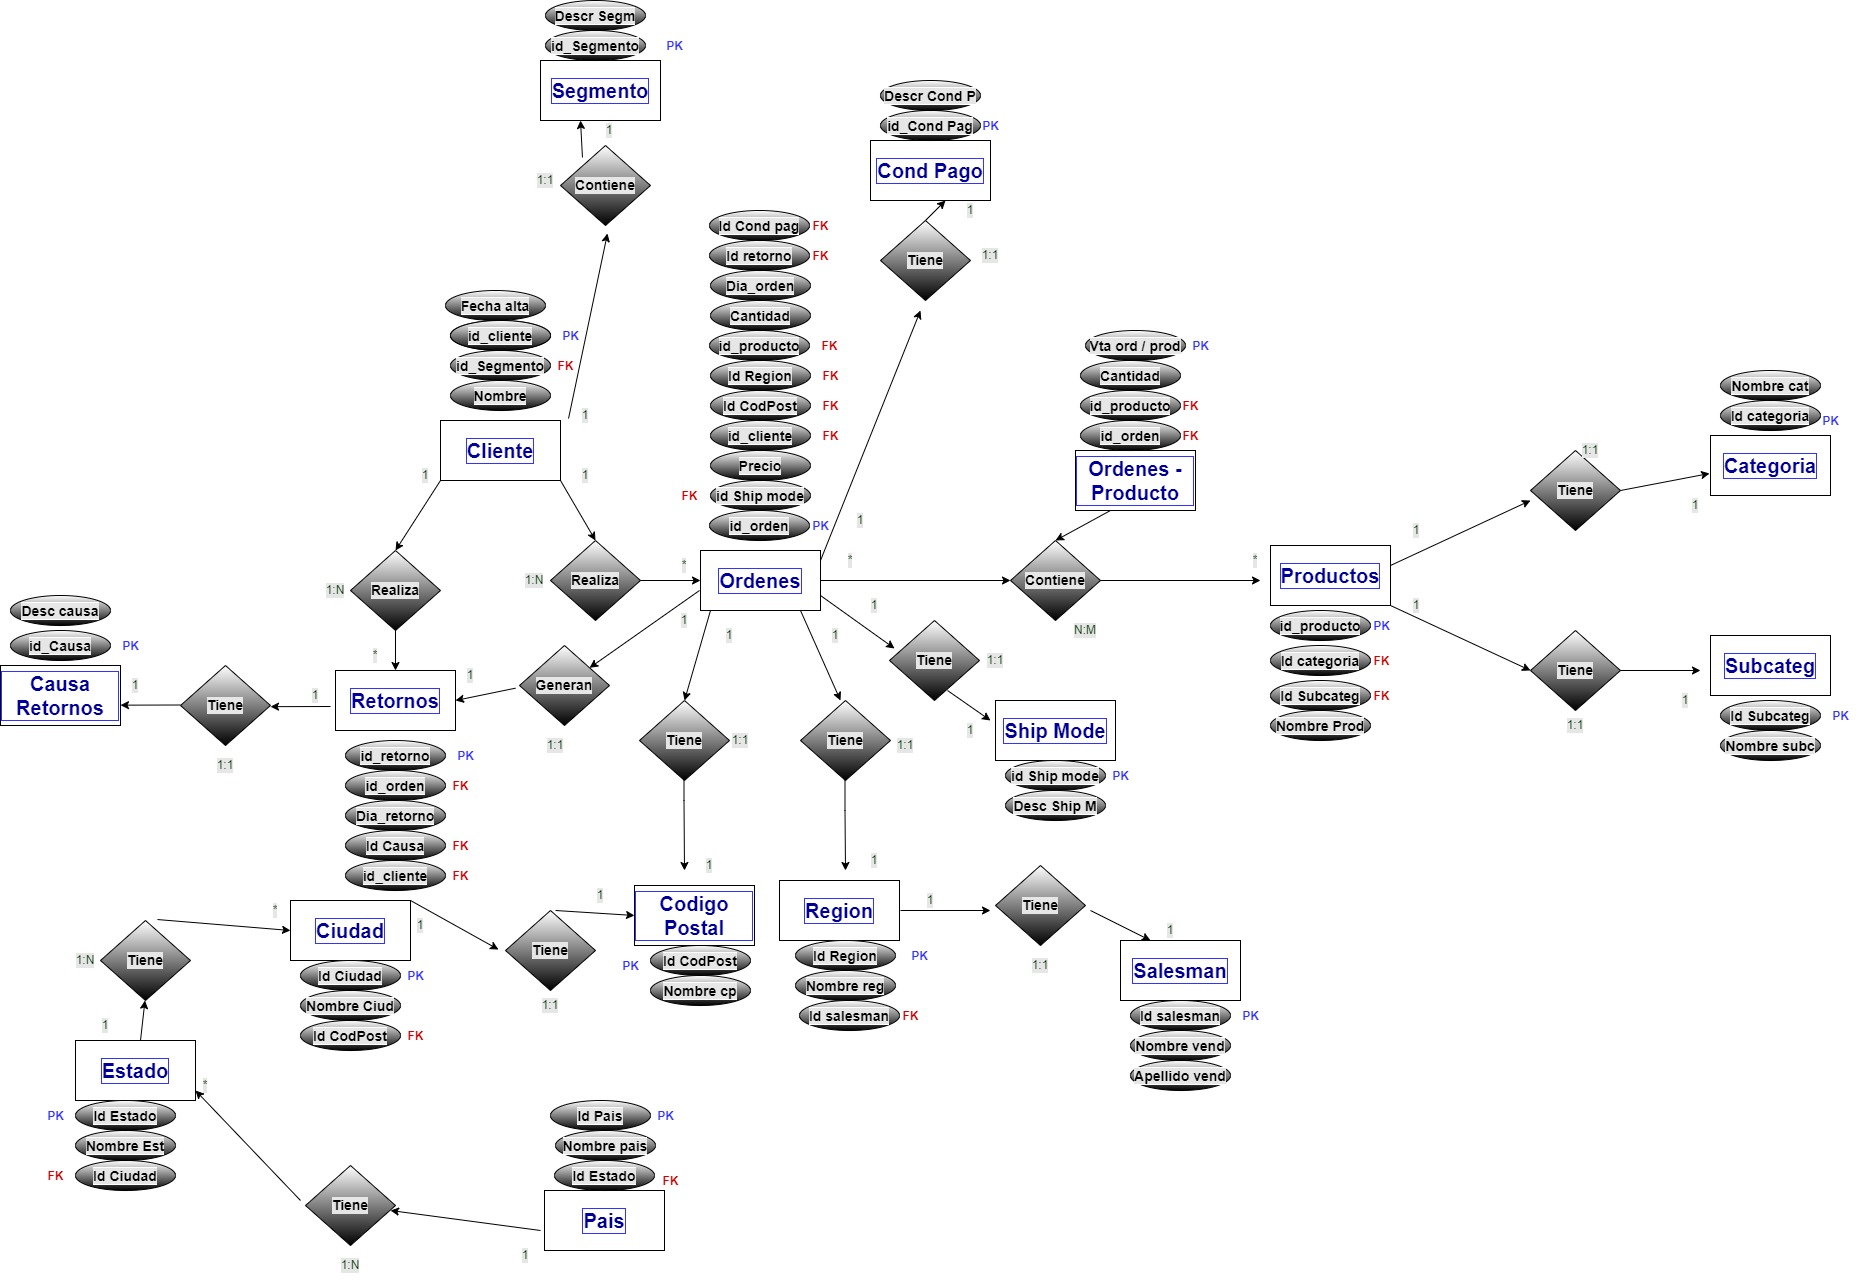 Descr Segm
id_Segmento PK
Segmento
1
1:1 Contiene
Descr Cond P
id_Cond Pag PK
Cond Pago
1
Tiene 1:1
Id Cond pag FK
Id retorno FK
Dia_orden
Cantidad
id_producto FK
Id Region FK
Id CodPost FK
id_cliente FK
Precio
FK id Ship mode
id_orden PK
Ordenes
1
*
*
1
1
1
1
Fecha alta
id_cliente PK
id_Segmento FK
Nombre
1
Cliente
1
1
1:N Realiza
*
1:N Realiza
Vta ord / prod PK
Cantidad
id_producto FK
id_orden FK
Ordenes -
Producto
Contiene
N:M
*
Productos
1
1
id_producto PK
Id categoria FK
Id Subcateg FK
Nombre Prod
1:1
Tiene
1
Nombre cat
Id categoria PK
Categoria
Tiene
1:1
1
Subcateg
Id Subcateg PK
Nombre subc
Desc causa
id_Causa PK
Causa
Retornos
1
Tiene
1:1
1
Retornos
1
Generan
1:1
id_retorno PK
id_orden FK
Dia_retorno
Id Causa FK
id_cliente FK
Tiene 1:1
1
Tiene 1:1
1
Tiene 1:1
1
Ship Mode
id Ship mode PK
Desc Ship M
Codigo
Postal
PK Id CodPost
Nombre cp
Region
1
Id Region PK
Nombre reg
Id salesman FK
Tiene
1:1
1
Salesman
Id salesman PK
Nombre vend
Apellido vend
1:N Tiene
*
Ciudad
1
Id Ciudad PK
Nombre Ciud
Id CodPost FK
Tiene
1:1
1
1
Estado
*
PK Id Estado
Nombre Est
FK Id Ciudad
Tiene
1:N
Id Pais PK
Nombre pais
Id Estado FK
Pais
1